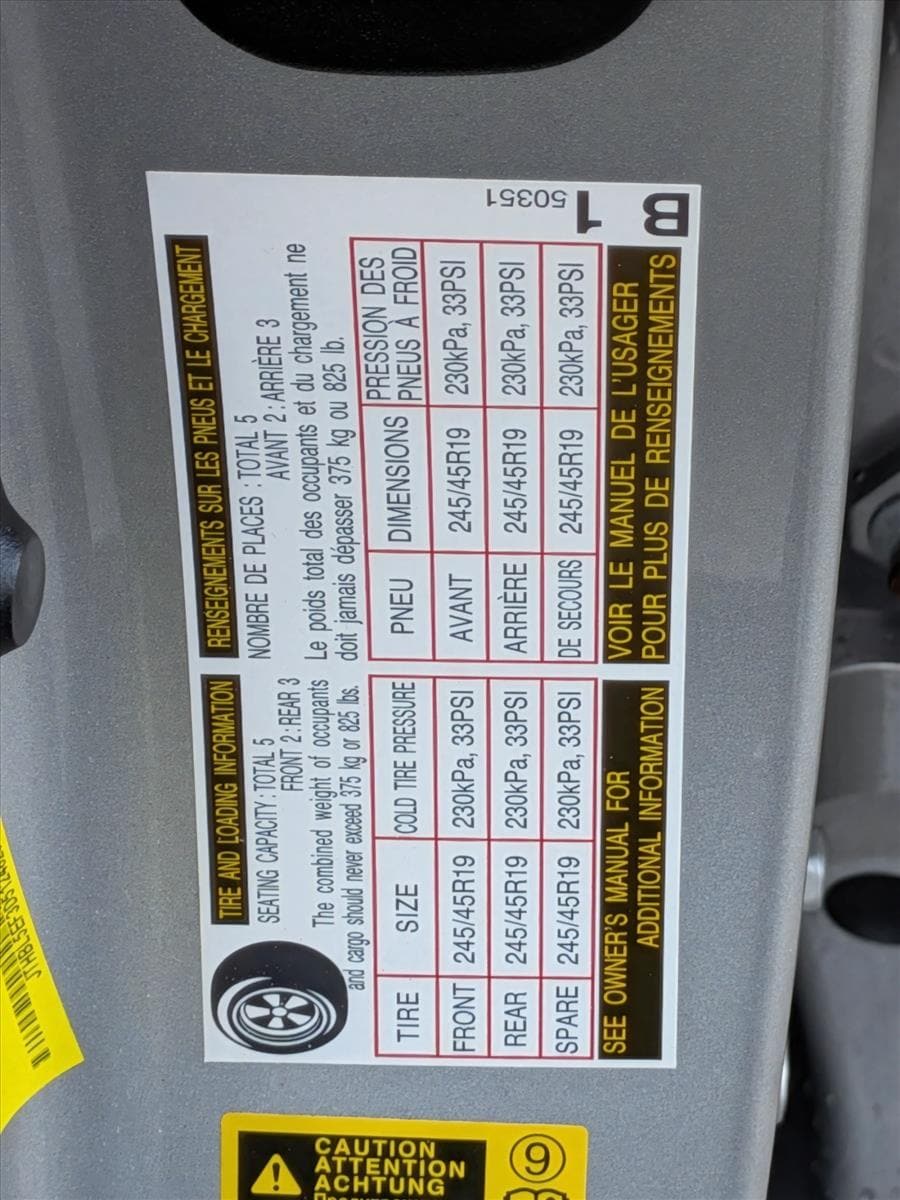 TIRE AND LOADING INFORMATION
SEATING CAPACITY : TOTAL 5
FRONT 2 : REAR 3
The combined weight of occupants
and cargo should never exceed 375 kg or 825 lbs.
TIRE SIZE COLD TIRE PRESSURE
FRONT 245/45R19 230kPa, 33PSI
REAR 245/45R19 230kPa, 33PSI
SPARE 245/45R19 230kPa, 33PSI
SEE OWNER'S MANUAL FOR
ADDITIONAL INFORMATION
RENSEIGNEMENTS SUR LES PNEUS ET LE CHARGEMENT
NOMBRE DE PLACES : TOTAL 5
AVANT 2 : ARRIÈRE 3
Le poids total des occupants et du chargement ne
doit jamais dépasser 375 kg ou 825 lb.
PNEU DIMENSIONS PRESSION DES
PNEUS À FROID
AVANT 245/45R19 230kPa, 33PSI
ARRIÈRE 245/45R19 230kPa, 33PSI
DE SECOURS 245/45R19 230kPa, 33PSI
VOIR LE MANUEL DE L'USAGER
POUR PLUS DE RENSEIGNEMENTS
50351
1
B
CAUTION
ATTENTION
ACHTUNG
9